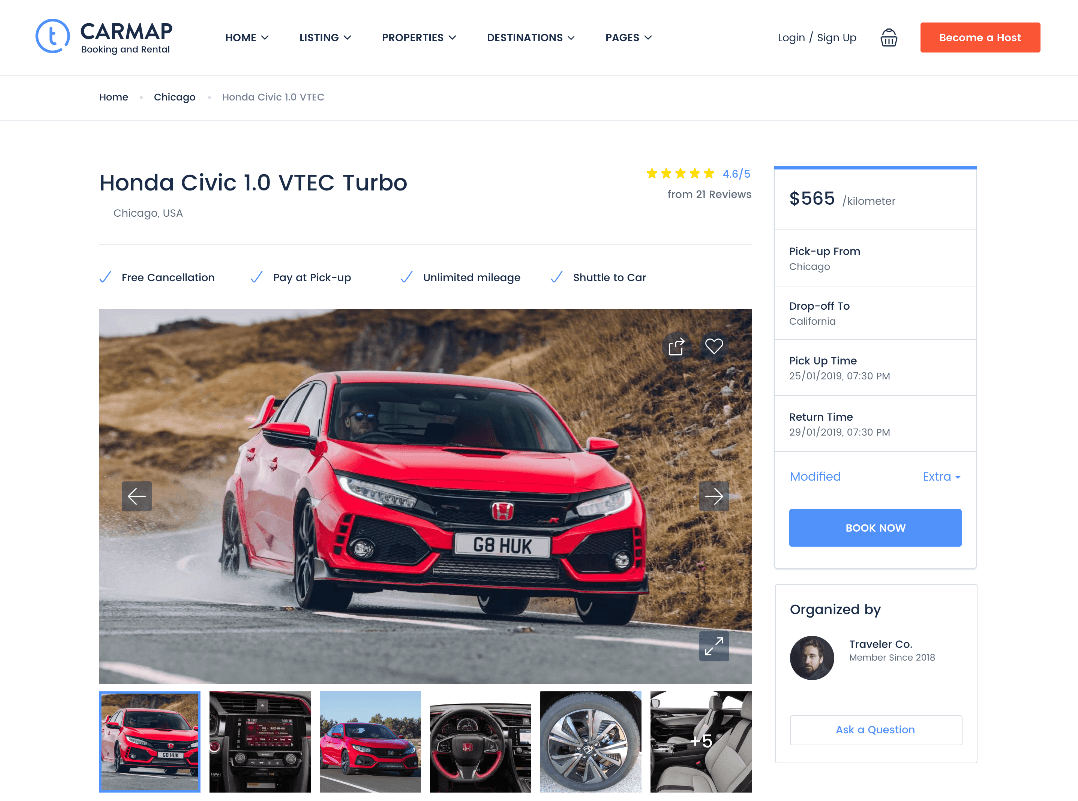 CARMAP
Booking and Rental
HOME
LISTING
PROPERTIES
DESTINATIONS
PAGES
Login / Sign Up
Become a Host
Home
Chicago
Honda Civic 1.0 VTEC
Honda Civic 1.0 VTEC Turbo
4.6/5
from 21 Reviews
Chicago, USA
Free Cancellation
Pay at Pick-up
Unlimited mileage
Shuttle to Car
G8 HUK
+5
$565 /kilometer
Pick-up From
Chicago
Drop-off To
California
Pick Up Time
25/01/2019, 07:30 PM
Return Time
29/01/2019, 07:30 PM
Modified
Extra
BOOK NOW
Organized by
Traveler Co.
Member Since 2018
Ask a Question